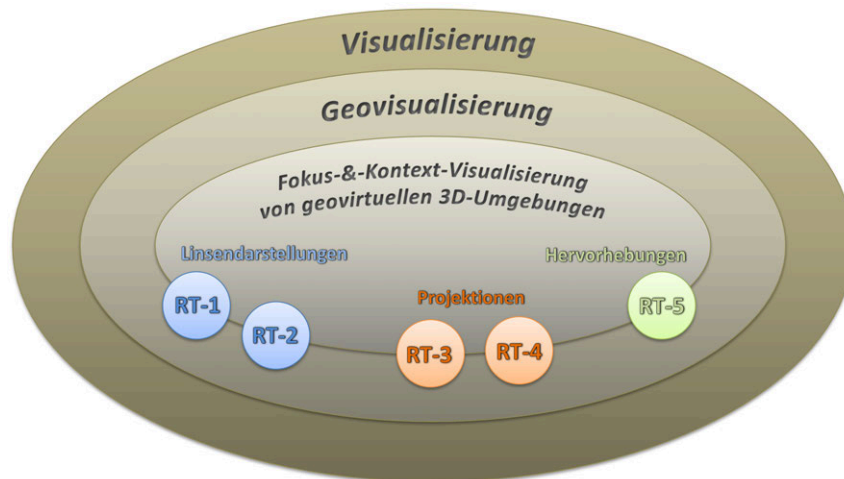 Visualisierung
Geovisualisierung
Fokus-&-Kontext-Visualisierung
von geovirtuellen 3D-Umgebungen
Linsendarstellungen
Hervorhebungen
Projektionen
RT-1
RT-2
RT-3
RT-4
RT-5